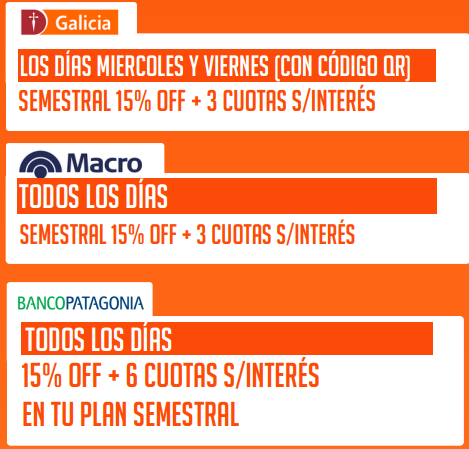 Galicia
LOS DÍAS MIERCOLES Y VIERNES (CON CÓDIGO QR)
SEMESTRAL 15% OFF + 3 CUOTAS S/INTERÉS
Macro
TODOS LOS DÍAS
SEMESTRAL 15% OFF + 3 CUOTAS S/INTERÉS
BANCOPATAGONIA
TODOS LOS DÍAS
15% OFF + 6 CUOTAS S/INTERÉS
EN TU PLAN SEMESTRAL